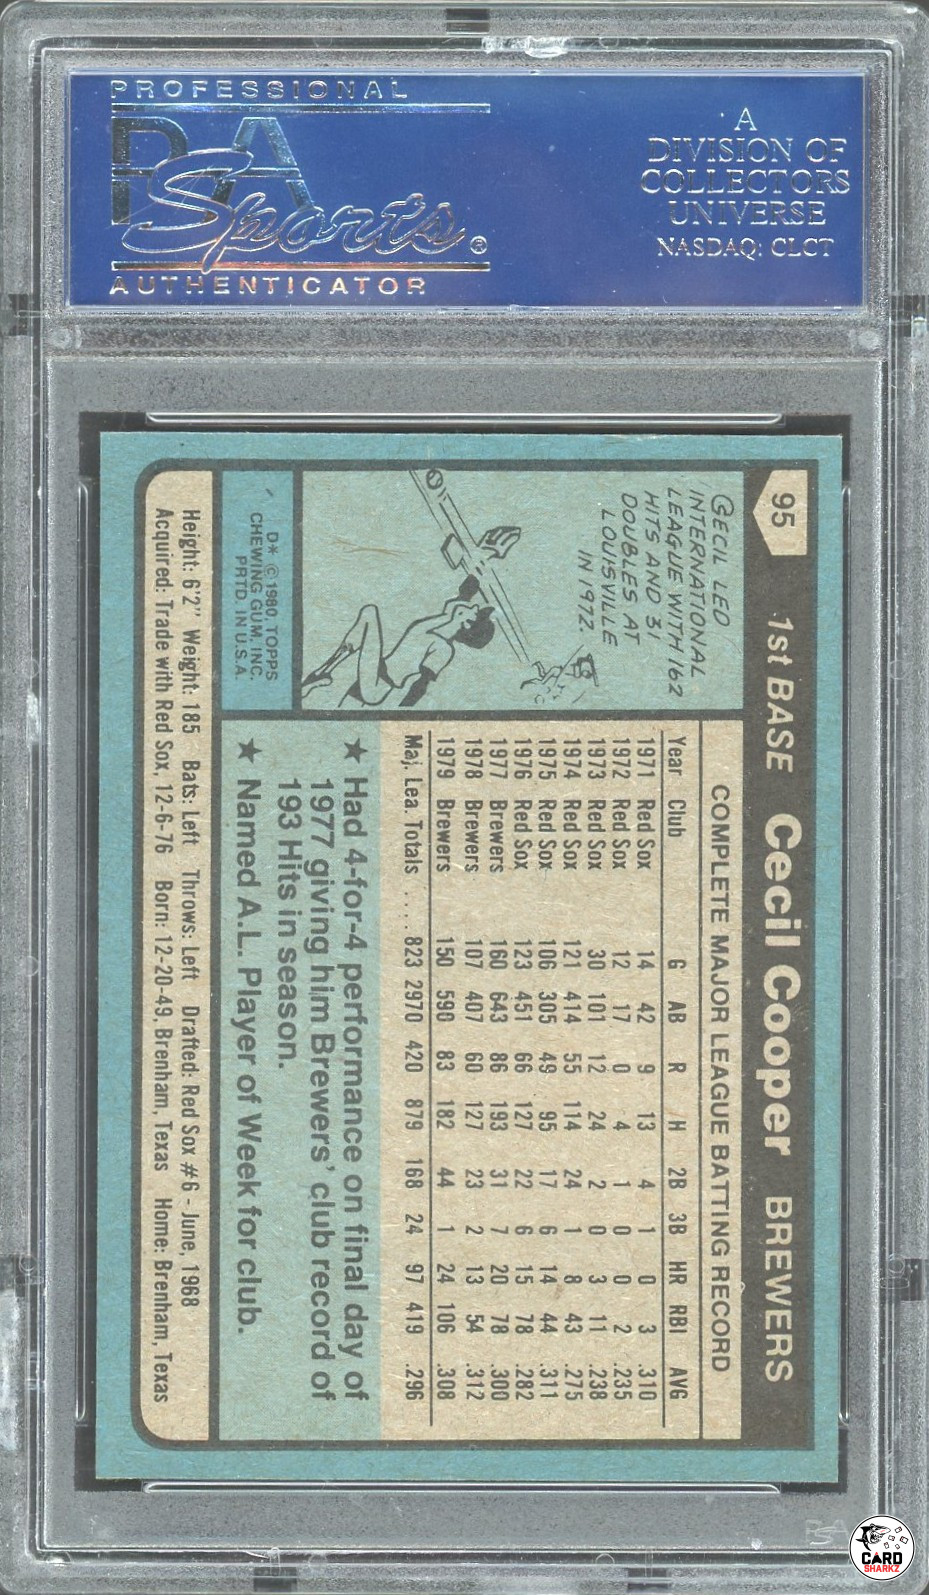 PROFESSIONAL
PSA
Sports®
AUTHENTICATOR
A
DIVISION OF
COLLECTORS
UNIVERSE
NASDAQ: CLCT
95 1st BASE Cecil Cooper BREWERS
CECIL LED
INTERNATIONAL
LEAGUE WITH 162
HITS AND 31
DOUBLES AT
LOUISVILLE
IN 1972.
D* © 1980, TOPPS
CHEWING GUM, INC.
PRTD. IN U.S.A.
COMPLETE MAJOR LEAGUE BATTING RECORD
Year Club G AB R H 2B 3B HR RBI AVG
1971 Red Sox 14 42 9 13 4 1 0 3 .310
1972 Red Sox 12 17 0 4 1 0 0 2 .235
1973 Red Sox 30 101 12 24 2 0 3 11 .238
1974 Red Sox 121 414 55 114 24 1 8 43 .275
1975 Red Sox 106 305 49 95 17 6 14 44 .311
1976 Red Sox 123 451 66 127 22 6 15 78 .282
1977 Brewers 160 643 86 193 31 7 20 78 .300
1978 Brewers 107 407 60 127 23 2 13 54 .312
1979 Brewers 150 590 83 182 44 1 24 106 .308
Maj. Lea. Totals .... 823 2970 420 879 168 24 97 419 .296
★ Had 4-for-4 performance on final day of
1977 giving him Brewers' club record of
193 Hits in season.
★ Named A.L. Player of Week for club.
Height: 6'2" Weight: 185 Bats: Left Throws: Left Drafted: Red Sox #6 - June, 1968
Acquired: Trade with Red Sox, 12-6-76 Born: 12-20-49, Brenham, Texas Home: Brenham, Texas
CARD
SHARKZ